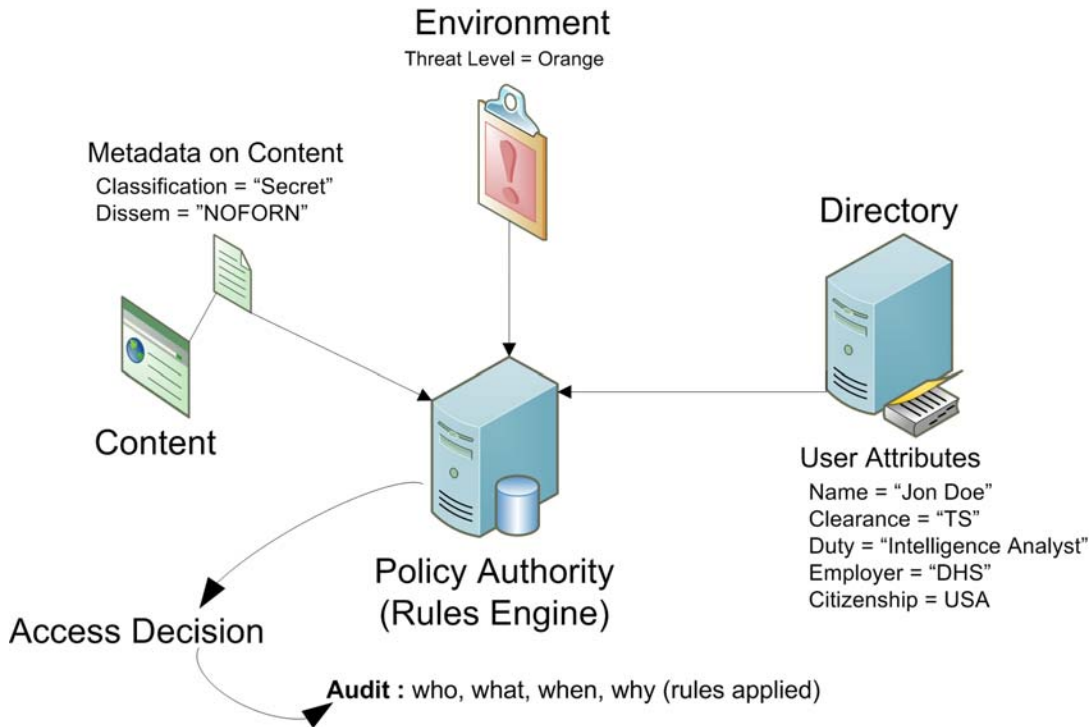 Environment
Threat Level = Orange
Metadata on Content
Classification = “Secret”
Dissem = ”NOFORN”
Directory
Content
User Attributes
Name = “Jon Doe”
Clearance = “TS”
Duty = “Intelligence Analyst”
Employer = “DHS”
Citizenship = USA
Policy Authority
(Rules Engine)
Access Decision
Audit : who, what, when, why (rules applied)